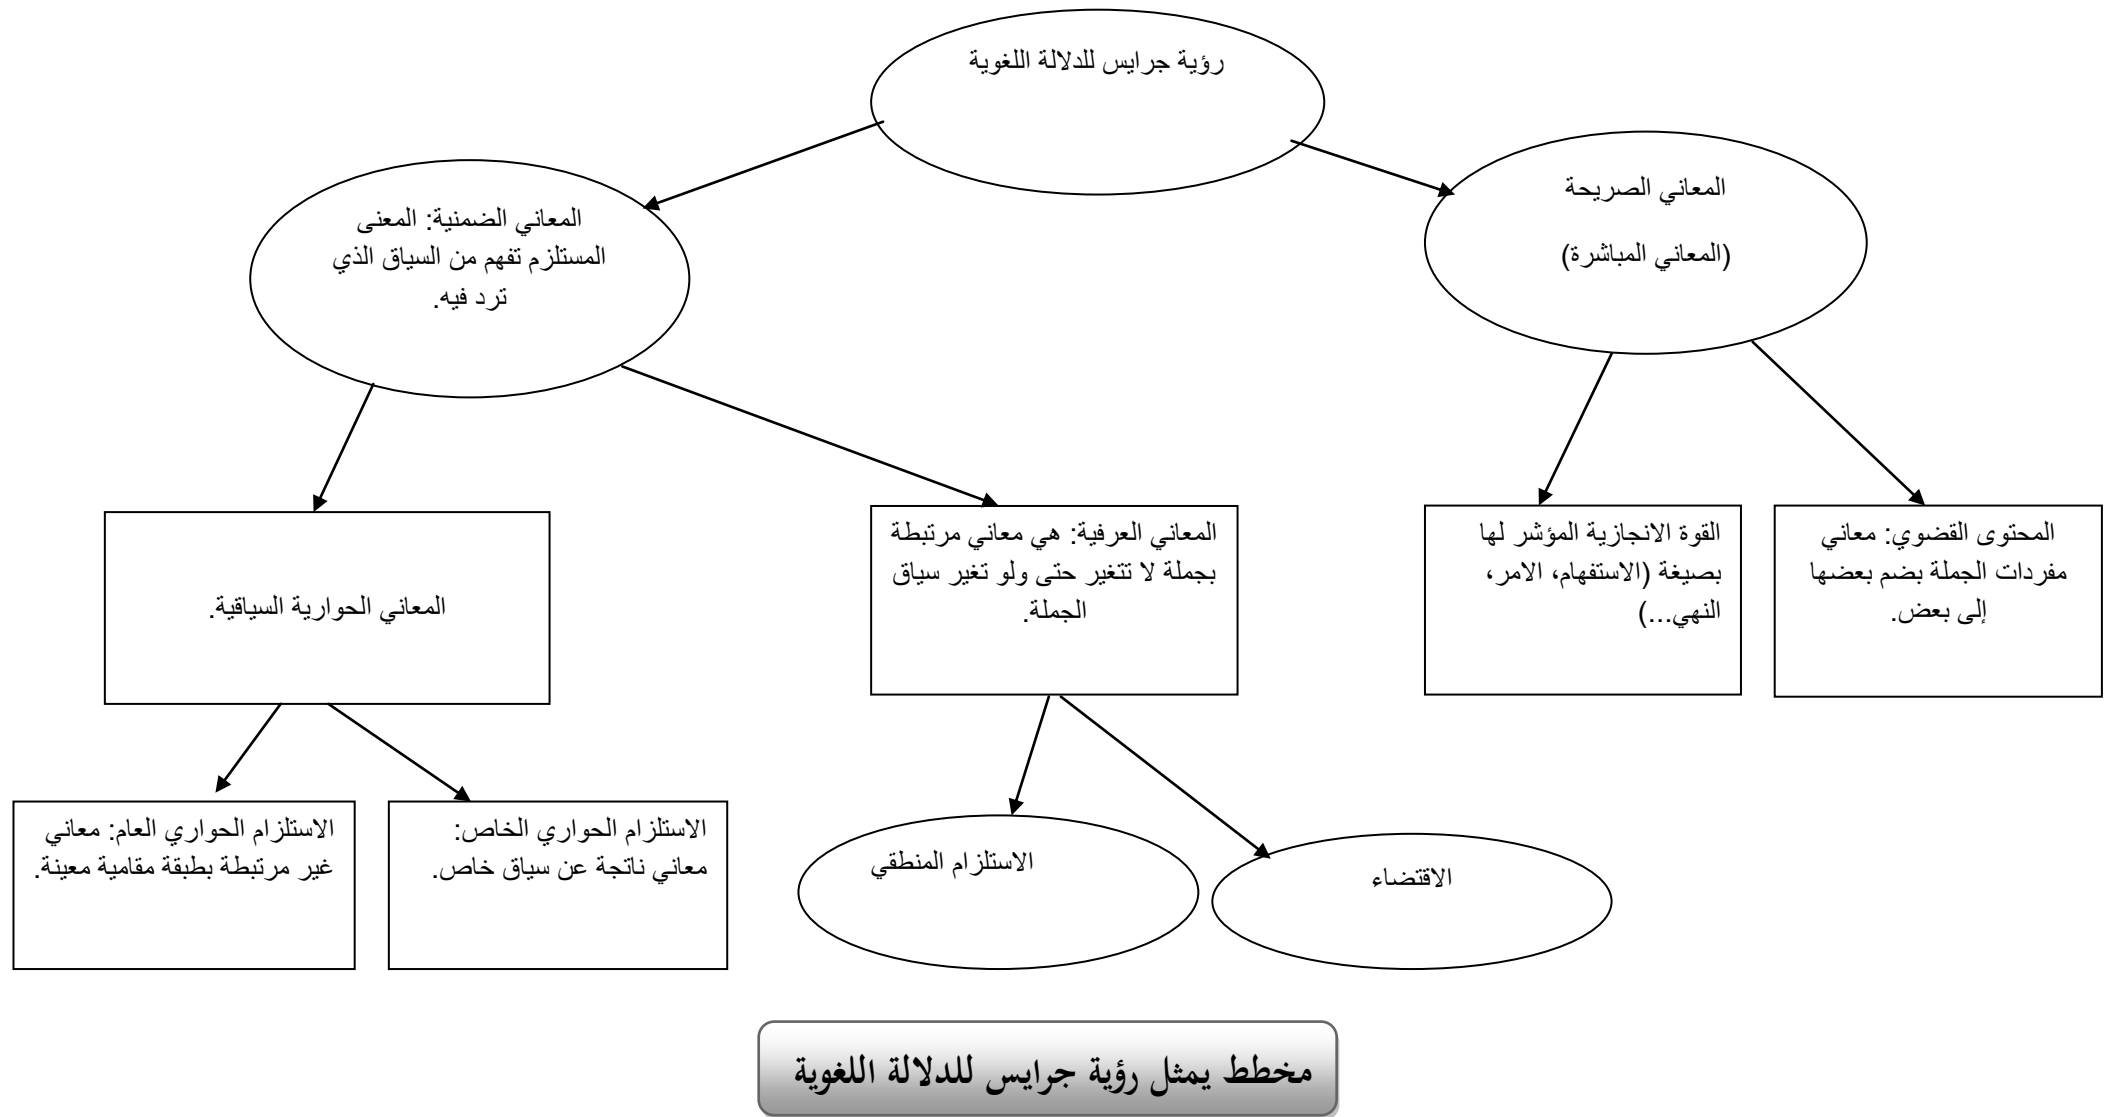 رؤية جرايس للدلالة اللغوية
المعاني الصريحة
(المعاني المباشرة)
المعاني الضمنية: المعنى
المستلزم تفهم من السياق الذي
ترد فيه.
المحتوى القضوي: معاني
مفردات الجملة بضم بعضها
إلى بعض.
القوة الانجازية المؤشر لها
بصيغة (الاستفهام، الامر،
النهي...)
المعاني العرفية: هي معاني مرتبطة
بجملة لا تتغير حتى ولو تغير سياق
الجملة.
المعاني الحوارية السياقية.
الاقتضاء
الاستلزام المنطقي
الاستلزام الحواري الخاص:
معاني ناتجة عن سياق خاص.
الاستلزام الحواري العام: معاني
غير مرتبطة بطبقة مقامية معينة.
مخطط يمثل رؤية جرايس للدلالة اللغوية